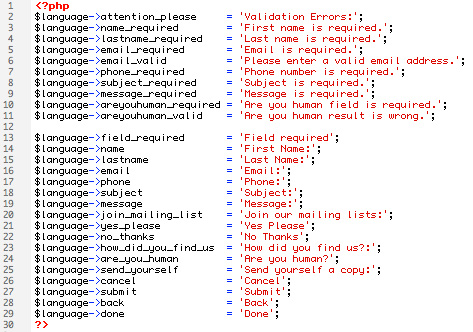 1 <?php
2 $language->attention_please = 'Validation Errors:';
3 $language->name_required = 'First name is required.';
4 $language->lastname_required = 'Last name is required.';
5 $language->email_required = 'Email is required.';
6 $language->email_valid = 'Please enter a valid email address.';
7 $language->phone_required = 'Phone number is required.';
8 $language->subject_required = 'Subject is required.';
9 $language->message_required = 'Message is required.';
10 $language->areyouhuman_required = 'Are you human field is required.';
11 $language->areyouhuman_valid = 'Are you human result is wrong.';
12
13 $language->field_required = 'Field required';
14 $language->name = 'First Name:';
15 $language->lastname = 'Last Name:';
16 $language->email = 'Email:';
17 $language->phone = 'Phone:';
18 $language->subject = 'Subject:';
19 $language->message = 'Message:';
20 $language->join_mailing_list = 'Join our mailing lists:';
21 $language->yes_please = 'Yes Please';
22 $language->no_thanks = 'No Thanks';
23 $language->how_did_you_find_us = 'How did you find us?:';
24 $language->are_you_human = 'Are you human?';
25 $language->send_yourself = 'Send yourself a copy:';
26 $language->cancel = 'Cancel';
27 $language->submit = 'Submit';
28 $language->back = 'Back';
29 $language->done = 'Done';
30 ?>